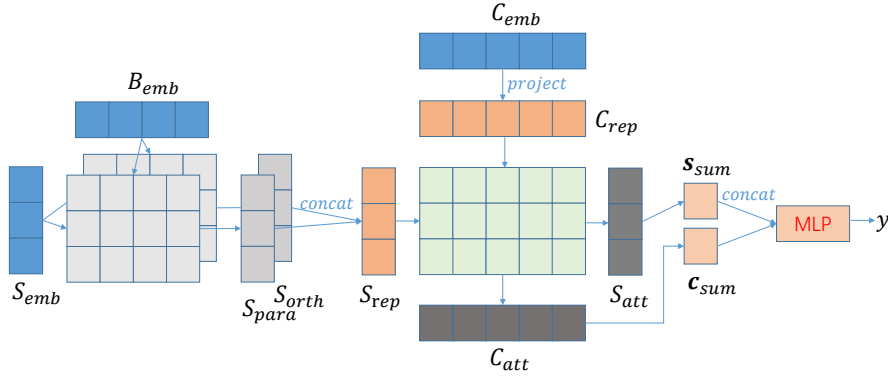 C_emb
project
B_emb
C_rep
s_sum
concat
concat
MLP
y
S_emb
S_para
S_orth
S_rep
S_att
c_sum
C_att